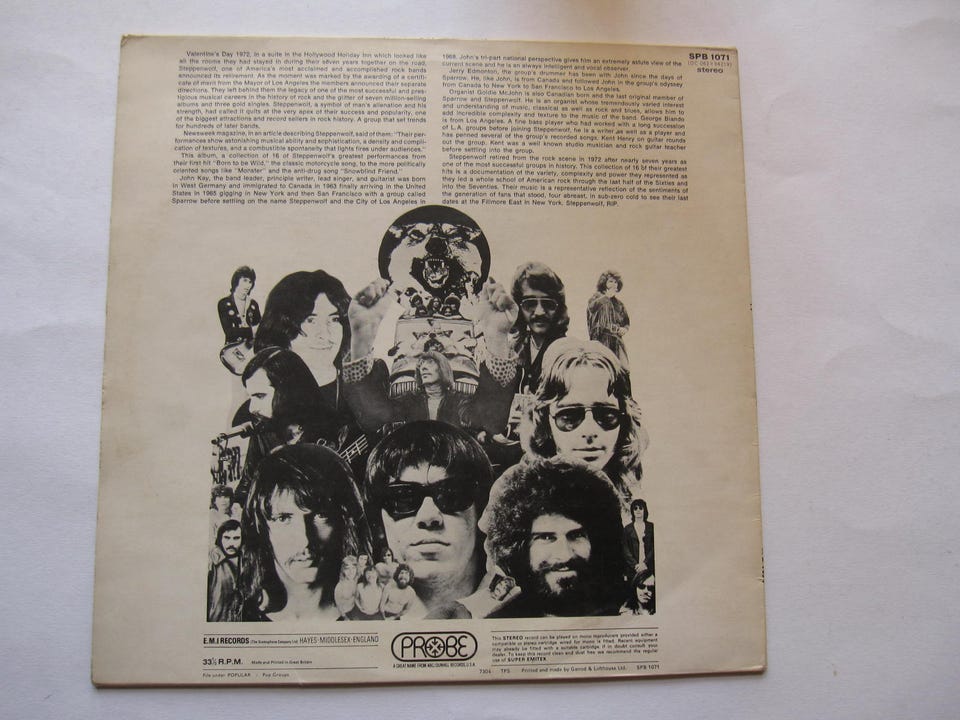 Valentine's Day 1972, in a suite in the Hollywood Holiday Inn which looked like
all the rooms they had stayed in during their seven years together on the road,
Steppenwolf, one of America's most acclaimed and accomplished rock bands
announced its retirement. As the moment was marked by the awarding of a certifi-
cate of merit from the Mayor of Los Angeles the members announced their separate
directions. They left behind them the legacy of one of the most successful and pres-
tigious musical careers in the history of rock and the glitter of seven million-selling
albums and three gold singles. Steppenwolf, a symbol of man's alienation and his
strength, had called it quits at the very apex of their success and popularity, one
of the biggest attractions and record sellers in rock history. A group that set trends
for hundreds of later bands.
Newsweek magazine, in an article describing Steppenwolf, said of them: "Their per-
formances show astonishing musical ability and sophistication, a density and compli-
cation of textures, and a combustible spontaneity that lights fires under audiences."
This album, a collection of 16 of Steppenwolf's greatest performances from
their first hit "Born to be Wild," the classic motorcycle song, to the more politically
oriented songs like "Monster" and the anti-drug song "Snowblind Friend."
John Kay, the band leader, principle writer, lead singer, and guitarist was born
in West Germany and immigrated to Canada in 1963 finally arriving in the United
States in 1965 gigging in New York and then San Francisco with a group called
Sparrow before settling on the name Steppenwolf and the City of Los Angeles in
1968. John's tri-part national perspective gives him an extremely astute view of the
current scene and he is an always intelligent and vocal observer.
Jerry Edmonton, the group's drummer has been with John since the days of
Sparrow. He, like John, is from Canada and followed John in the group's odyssey
from Canada to New York to San Francisco to Los Angeles.
Organist Goldie McJohn is also Canadian born and the last original member of
Sparrow and Steppenwolf. He is an organist whose tremendously varied interest
and understanding of music, classical as well as rock and blues, allows him to
add incredible complexity and texture to the music of the band. George Biondo
is from Los Angeles. A fine bass player who had worked with a long succession
of L.A. groups before joining Steppenwolf, he is a writer as well as a player and
has penned several of the group's recorded songs. Kent Henry on guitar rounds
out the group. Kent was a well known studio musician and rock guitar teacher
before settling into the group.
Steppenwolf retired from the rock scene in 1972 after nearly seven years as
one of the most successful groups in history. This collection of 16 of their greatest
hits is a documentation of the variety, complexity and power they represented as
they led a whole school of American rock through the last half of the Sixties and
into the Seventies. Their music is a representative reflection of the sentiments of
the generation of fans that stood, four abreast, in sub-zero cold to see their last
dates at the Fillmore East in New York. Steppenwolf, RIP.
SPB 1071
stereo
E.M.I RECORDS (The Gramophone Company Ltd) HAYES·MIDDLESEX·ENGLAND
33⅓ R.P.M. Made and Printed in Great Britain
File under POPULAR : Pop Groups
PROBE
A GREAT NAME FROM ABC/DUNHILL RECORDS, U.S.A.
This STEREO record can be played on mono reproducers provided either a
compatible or stereo cartridge wired for mono is fitted. Recent equipment
may already be fitted with a suitable cartridge. If in doubt consult your
dealer. To keep this record clean and dust free we recommend the regular
use of SUPER EMITEX.
7304 TPS Printed and made by Garrod & Lofthouse Ltd. SPB 1071